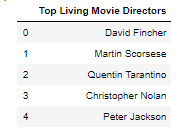 Top Living Movie Directors
0 David Fincher
1 Martin Scorsese
2 Quentin Tarantino
3 Christopher Nolan
4 Peter Jackson